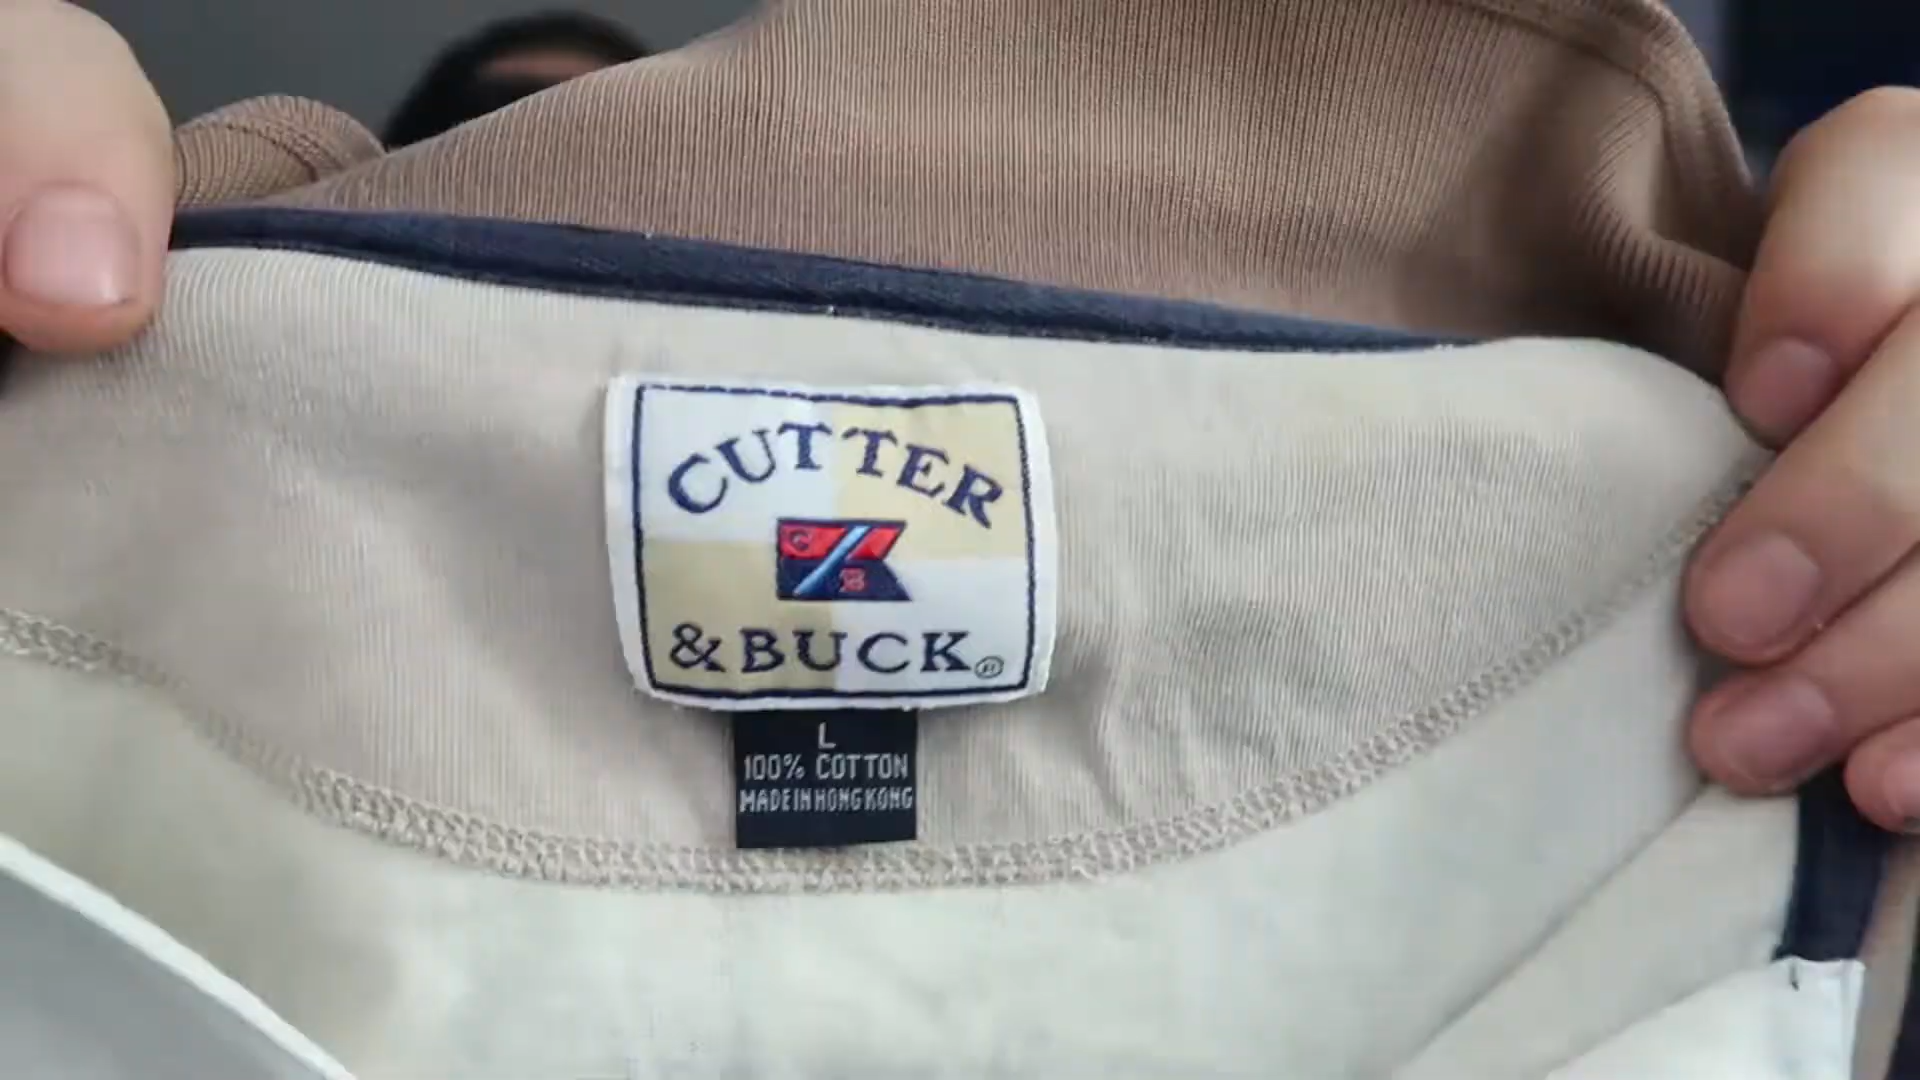 CUTTER
C
B
& BUCK®
L
100% COTTON
MADE IN HONG KONG